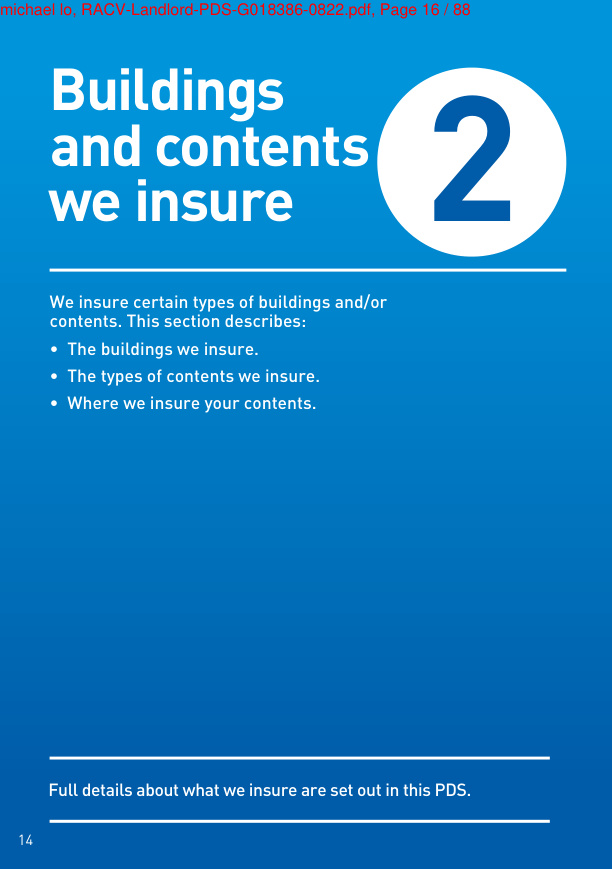 michael lo, RACV-Landlord-PDS-G018386-0822.pdf, Page 16 / 88
Buildings
and contents
we insure
2
We insure certain types of buildings and/or
contents. This section describes:
• The buildings we insure.
• The types of contents we insure.
• Where we insure your contents.
Full details about what we insure are set out in this PDS.
14